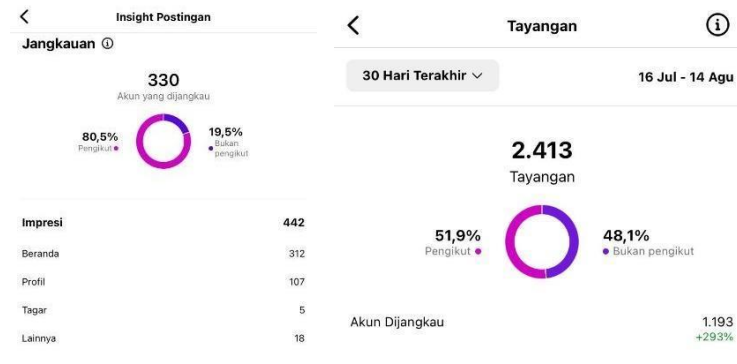 Insight Postingan
Jangkauan
330
Akun yang dijangkau
80,5%
Pengikut
19,5%
Bukan
pengikut
Impresi 442
Beranda 312
Profil 107
Tagar 5
Lainnya 18
Tayangan
30 Hari Terakhir 16 Jul - 14 Agu
2.413
Tayangan
51,9%
Pengikut
48,1%
Bukan pengikut
Akun Dijangkau 1.193
+293%